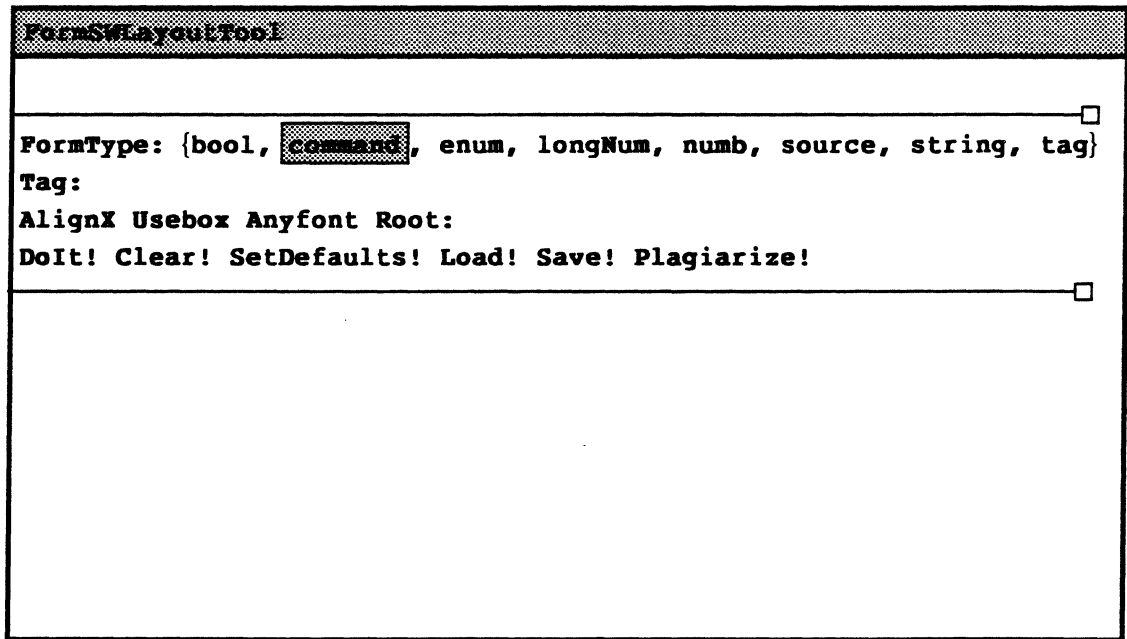 FormSWLayoutTool
FormType: {bool, command, enum, longNum, numb, source, string, tag}
Tag:
AlignX Usebox Anyfont Root:
DoIt! Clear! SetDefaults! Load! Save! Plagiarize!